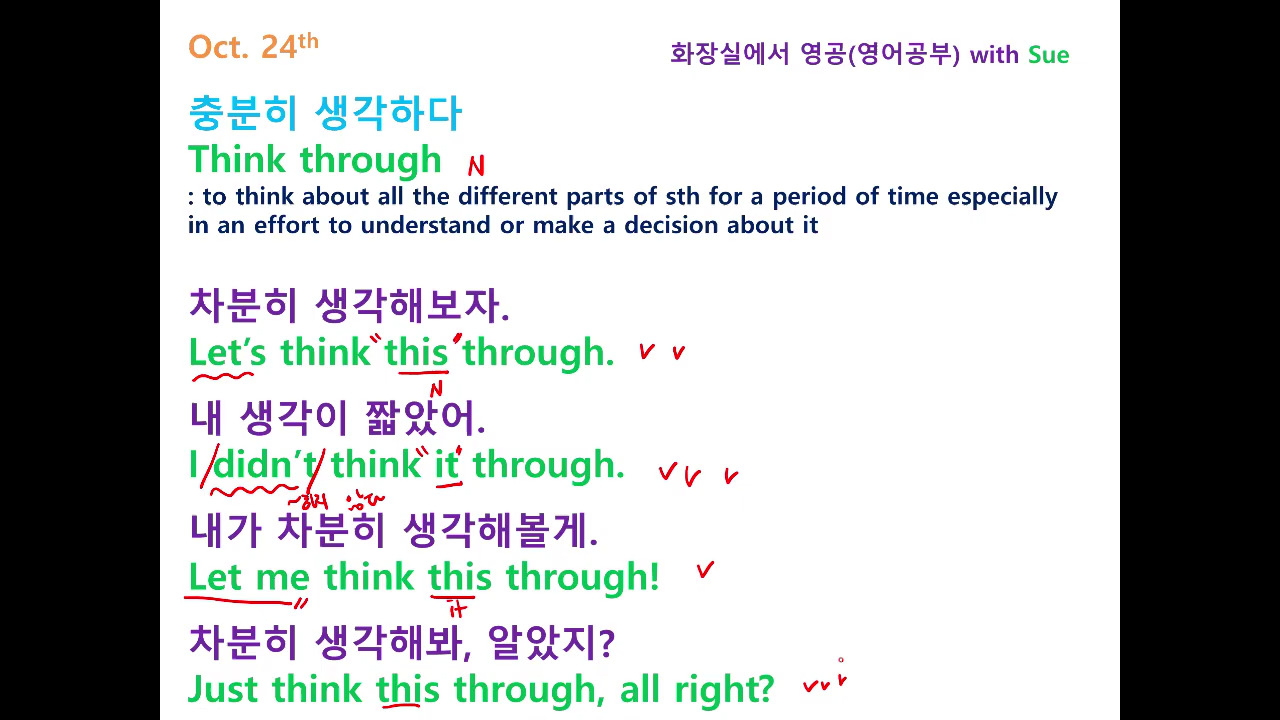 Oct. 24th
화장실에서 영공(영어공부) with Sue
충분히 생각하다
Think through N
: to think about all the different parts of sth for a period of time especially
in an effort to understand or make a decision about it
차분히 생각해보자.
Let's think "this" through.
N
내 생각이 짧았어.
I/didn't/think "it" through.
~하지 않았다
내가 차분히 생각해볼게.
Let me think this through!
it
차분히 생각해봐, 알았지?
Just think this through, all right?